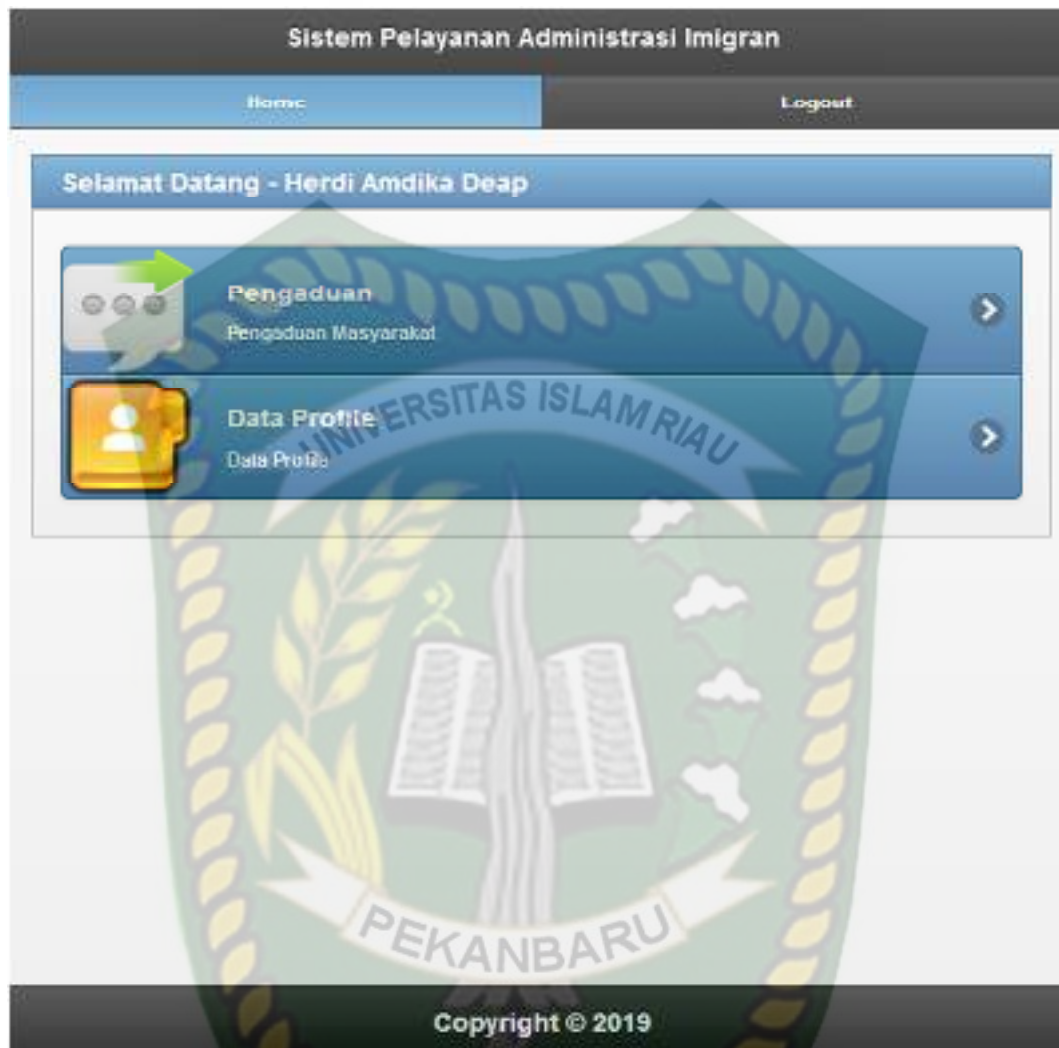 Sistem Pelayanan Administrasi Imigran
Home Logout
Selamat Datang - Herdi Amdika Deap
Pengaduan
Pengaduan Masyarakat
Data Profile
Data Profile
UNIVERSITAS ISLAM RIAU
PEKANBARU
Copyright © 2019